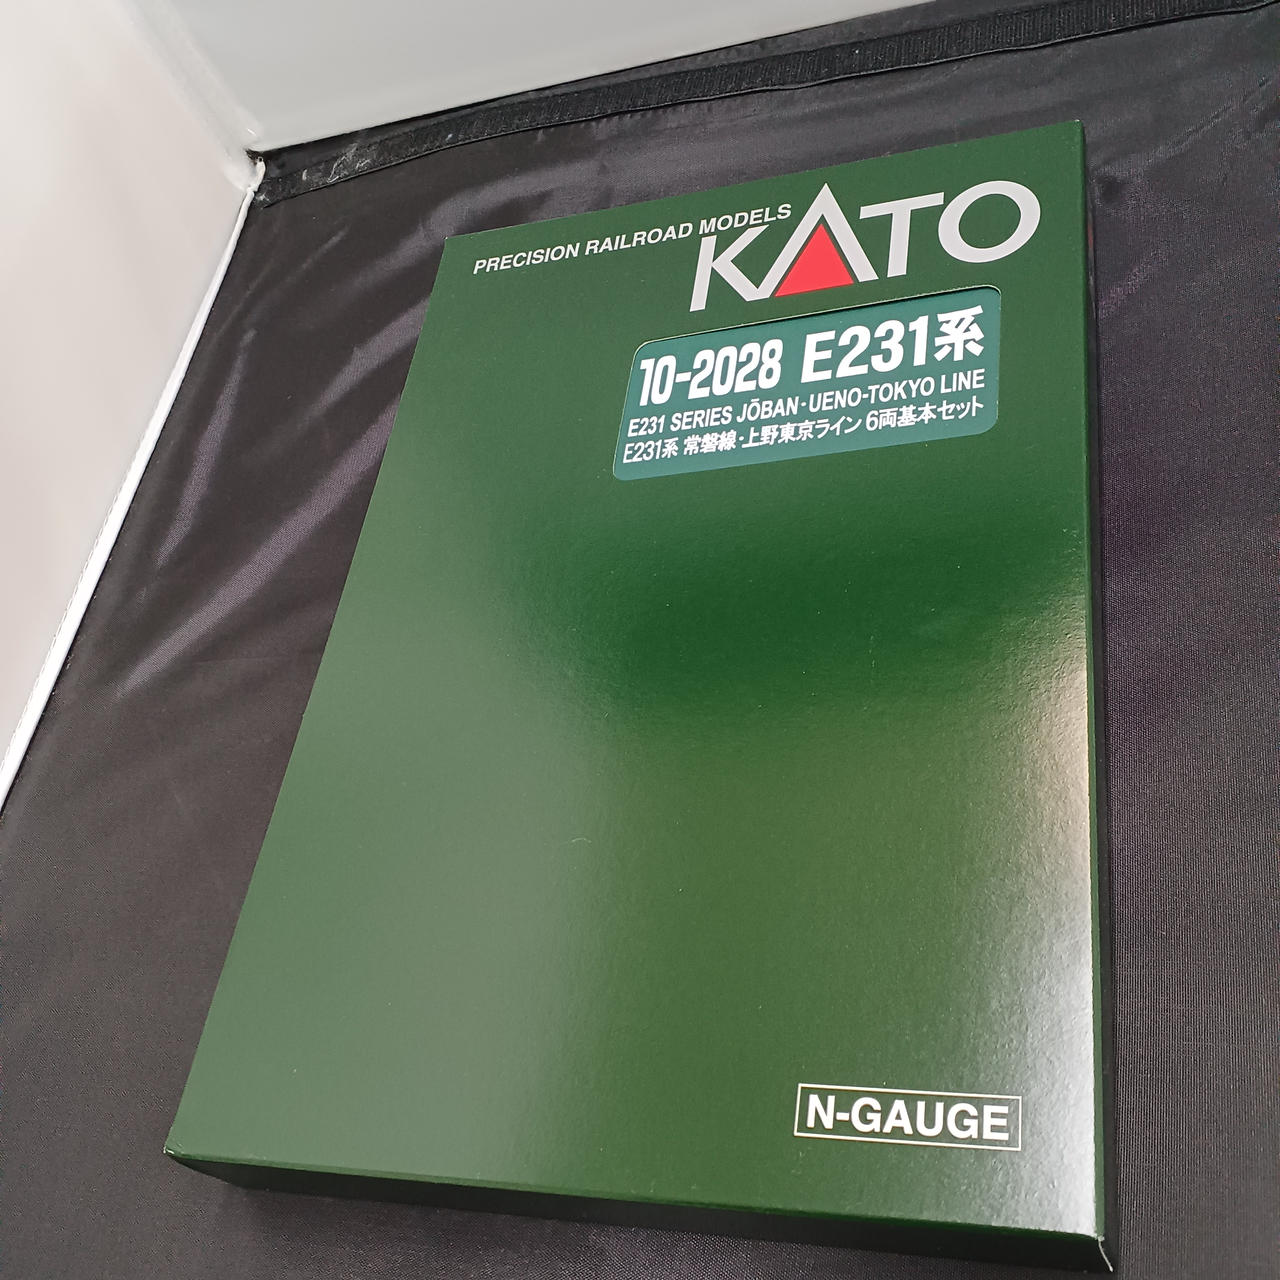 PRECISION RAILROAD MODELS
KATO
10-2028 E231系
E231 SERIES JŌBAN・UENO-TOKYO LINE
E231系 常磐線・上野東京ライン 6両基本セット
N-GAUGE